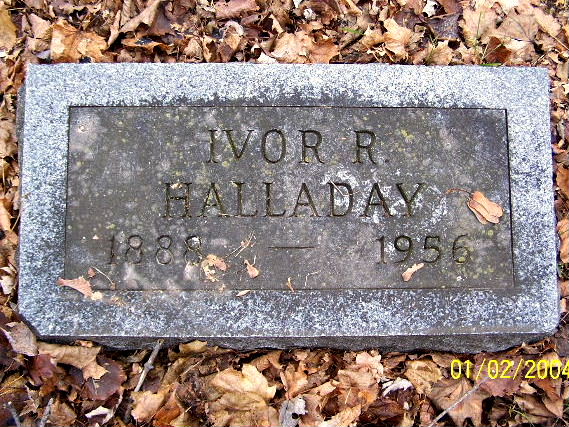 IVOR R.
HALLADAY
1888 — 1956
01/02/2004